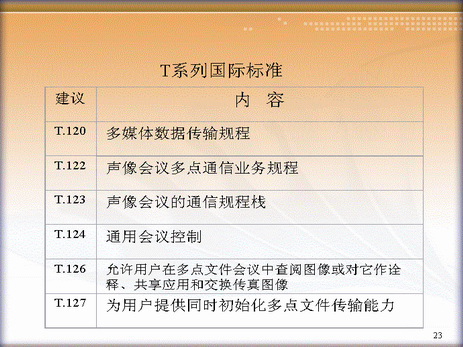 T系列国际标准
建议 内 容
T.120 多媒体数据传输规程
T.122 声像会议多点通信业务规程
T.123 声像会议的通信规程栈
T.124 通用会议控制
T.126 允许用户在多点文件会议中查阅图像或对它作诠
释、共享应用和交换传真图像
T.127 为用户提供同时初始化多点文件传输能力
23